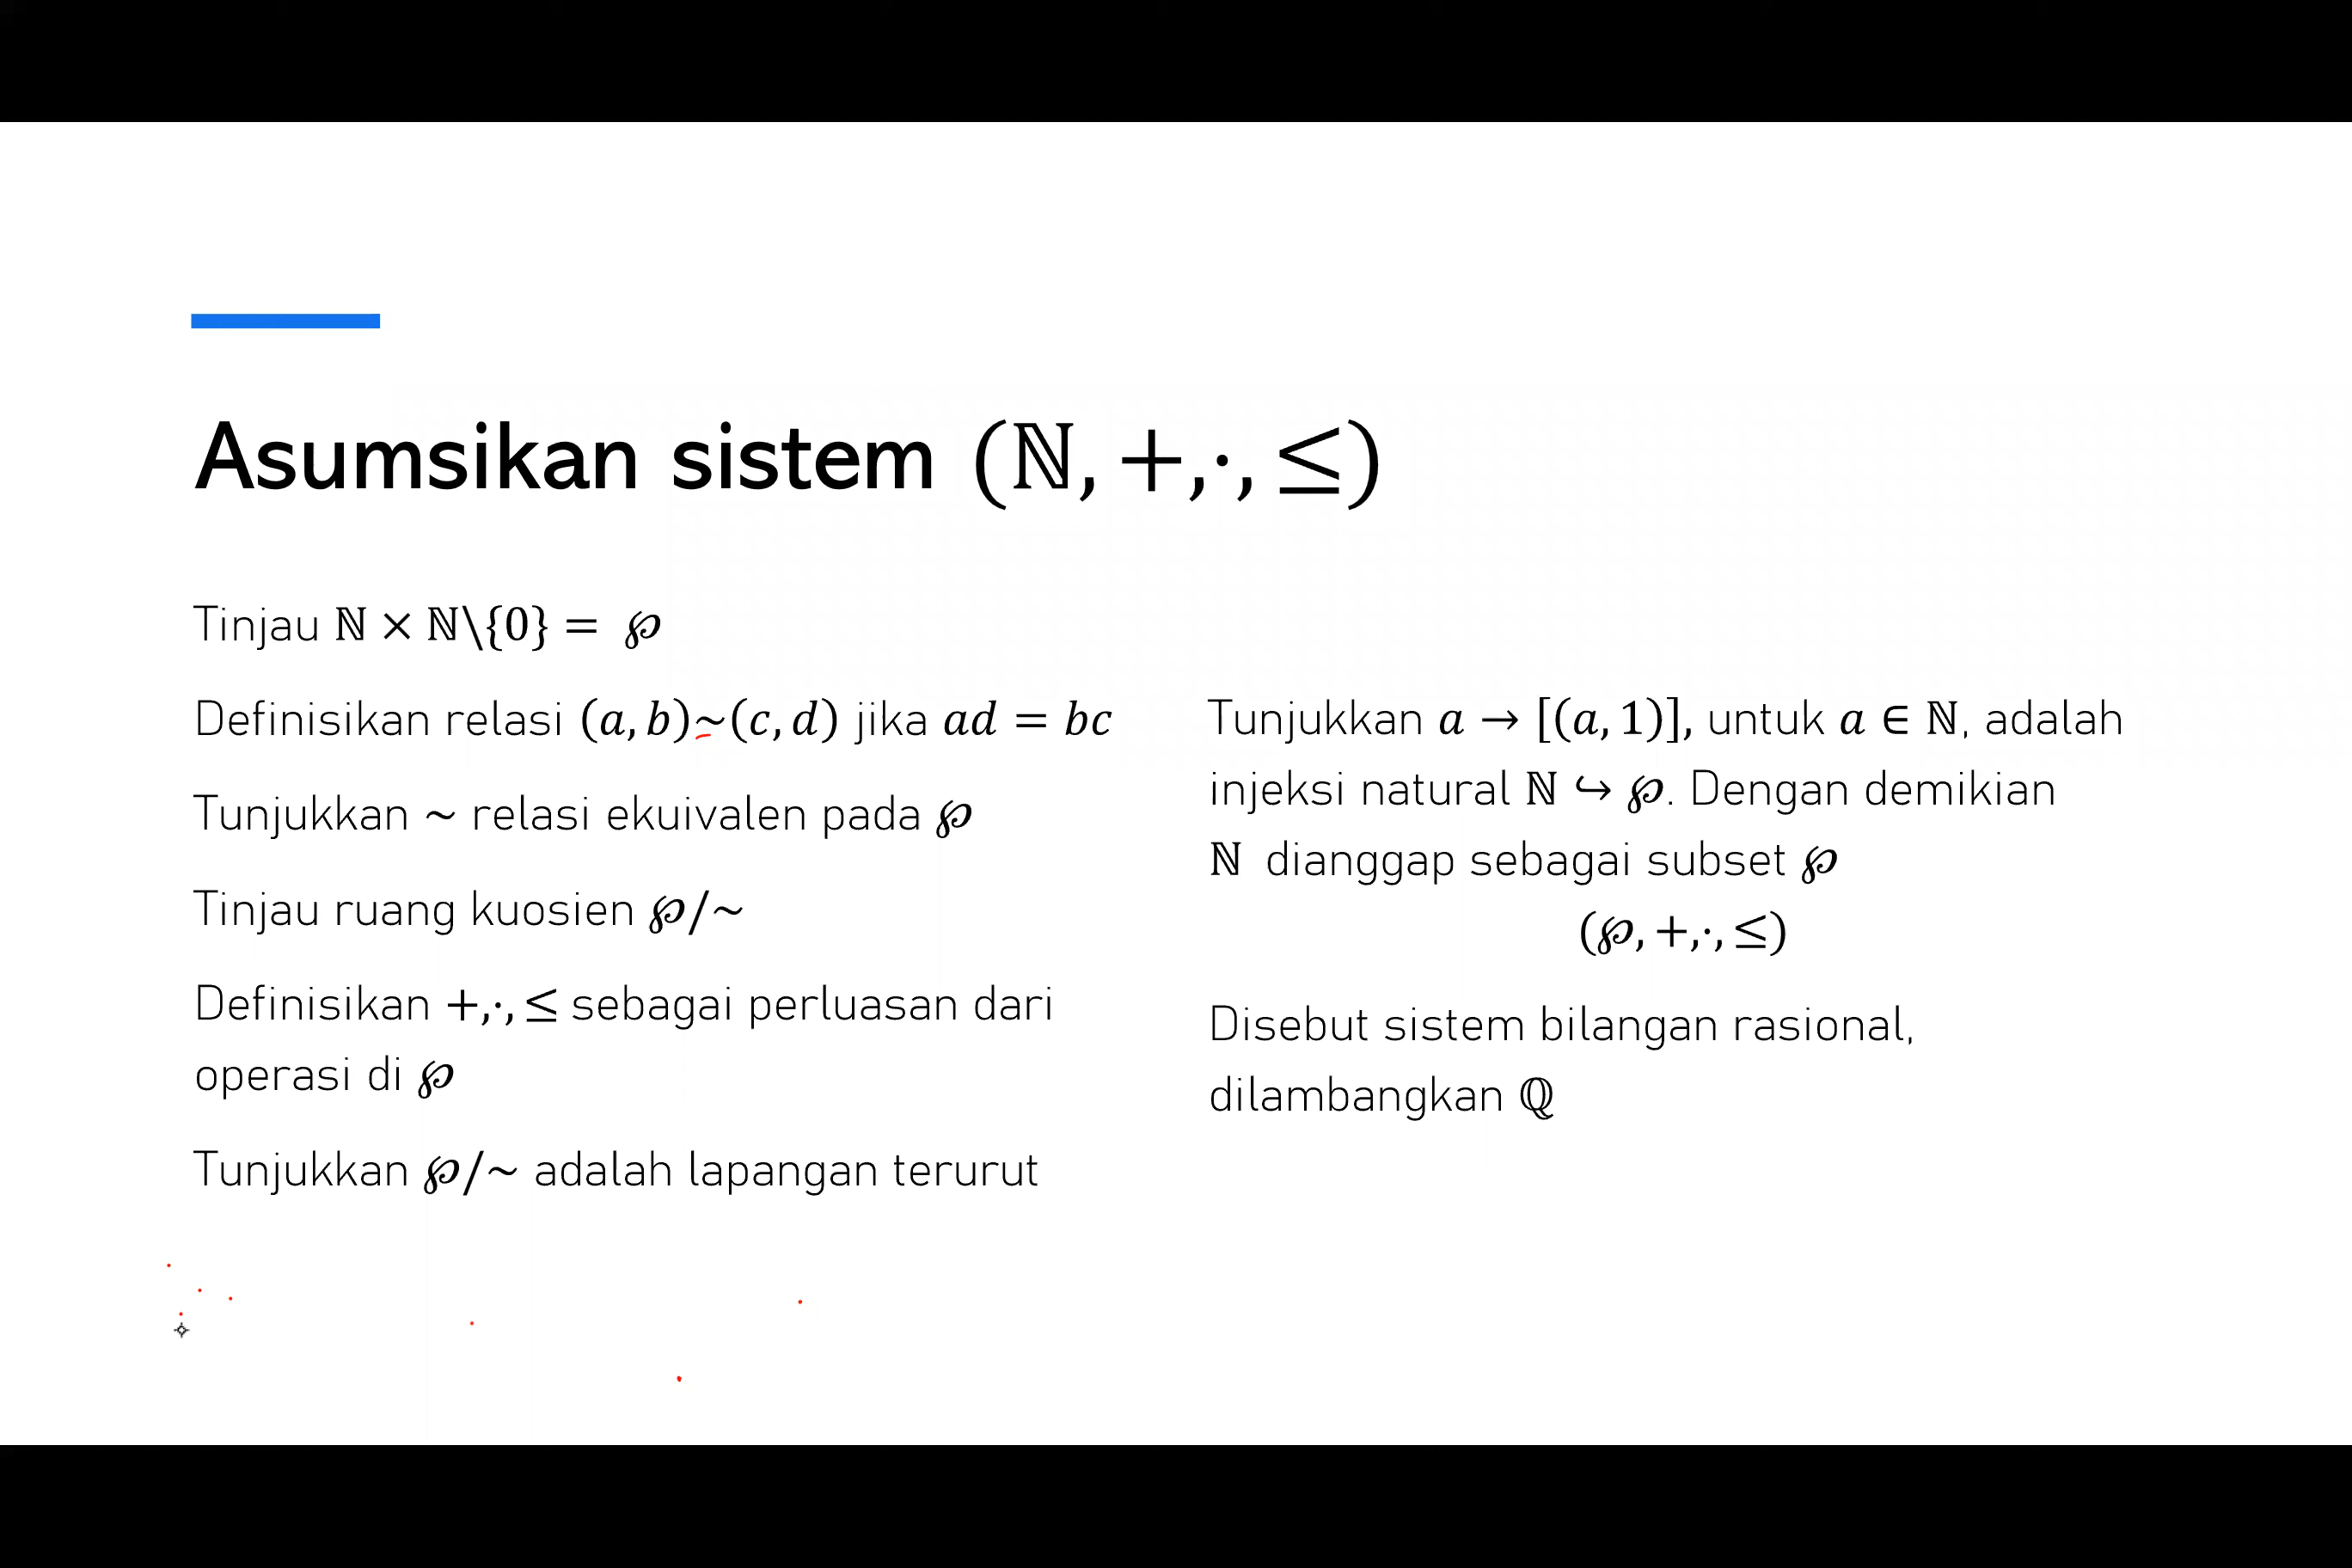 Asumsikan sistem (ℕ, +,·, ≤)
Tinjau ℕ × ℕ\{0} = ℘
Definisikan relasi (a, b)~(c, d) jika ad = bc
Tunjukkan ~ relasi ekuivalen pada ℘
Tinjau ruang kuosien ℘/~
Definisikan +,·, ≤ sebagai perluasan dari
operasi di ℘
Tunjukkan ℘/~ adalah lapangan terurut
Tunjukkan a → [(a, 1)], untuk a ∈ ℕ, adalah
injeksi natural ℕ ↪ ℘. Dengan demikian
ℕ dianggap sebagai subset ℘
(℘, +,·, ≤)
Disebut sistem bilangan rasional,
dilambangkan ℚ